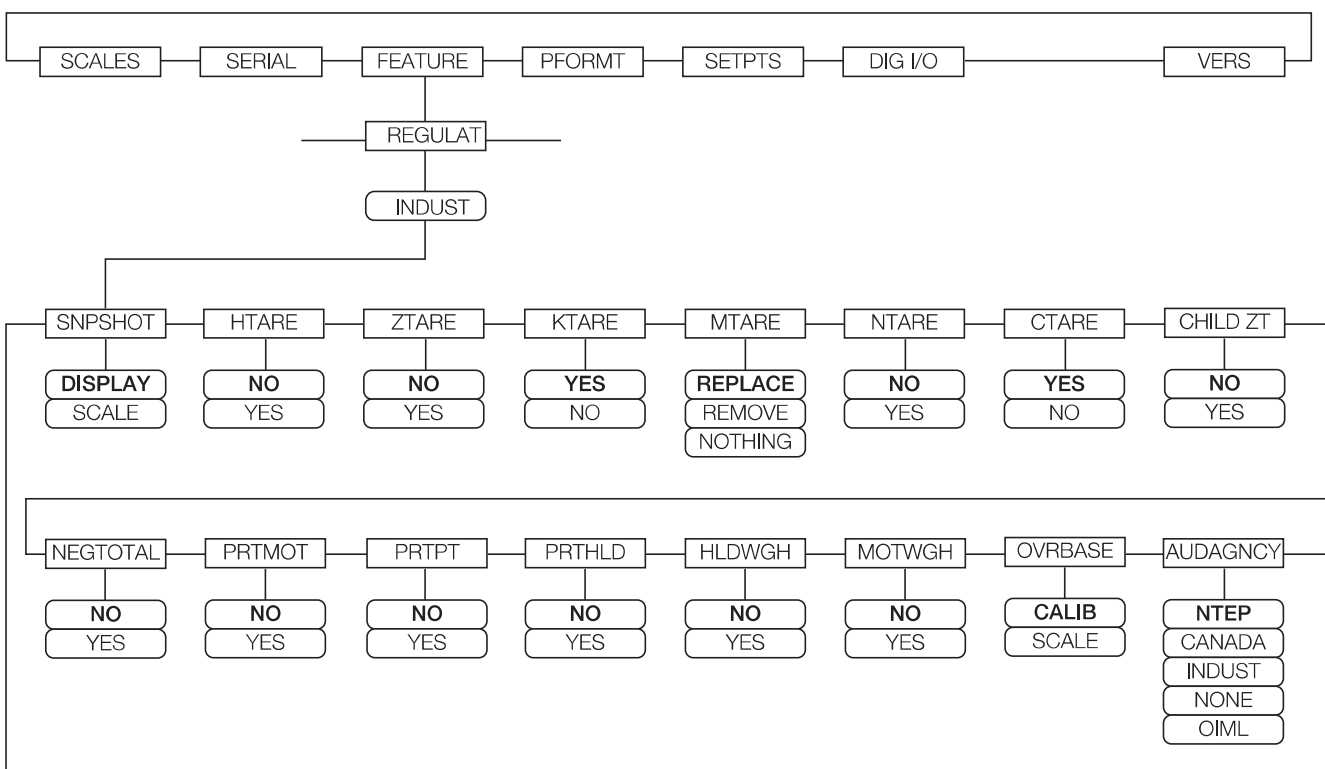 SCALES SERIAL FEATURE PFORMT SETPTS DIG I/O VERS
REGULAT
INDUST
SNPSHOT HTARE ZTARE KTARE MTARE NTARE CTARE CHILD ZT
DISPLAY NO NO YES REPLACE NO YES NO
SCALE YES YES NO REMOVE YES NO YES
NOTHING
NEGTOTAL PRTMOT PRTPT PRTHLD HLDWGH MOTWGH OVRBASE AUDAGNCY
NO NO NO NO NO NO CALIB NTEP
YES YES YES YES YES YES SCALE CANADA
INDUST
NONE
OIML